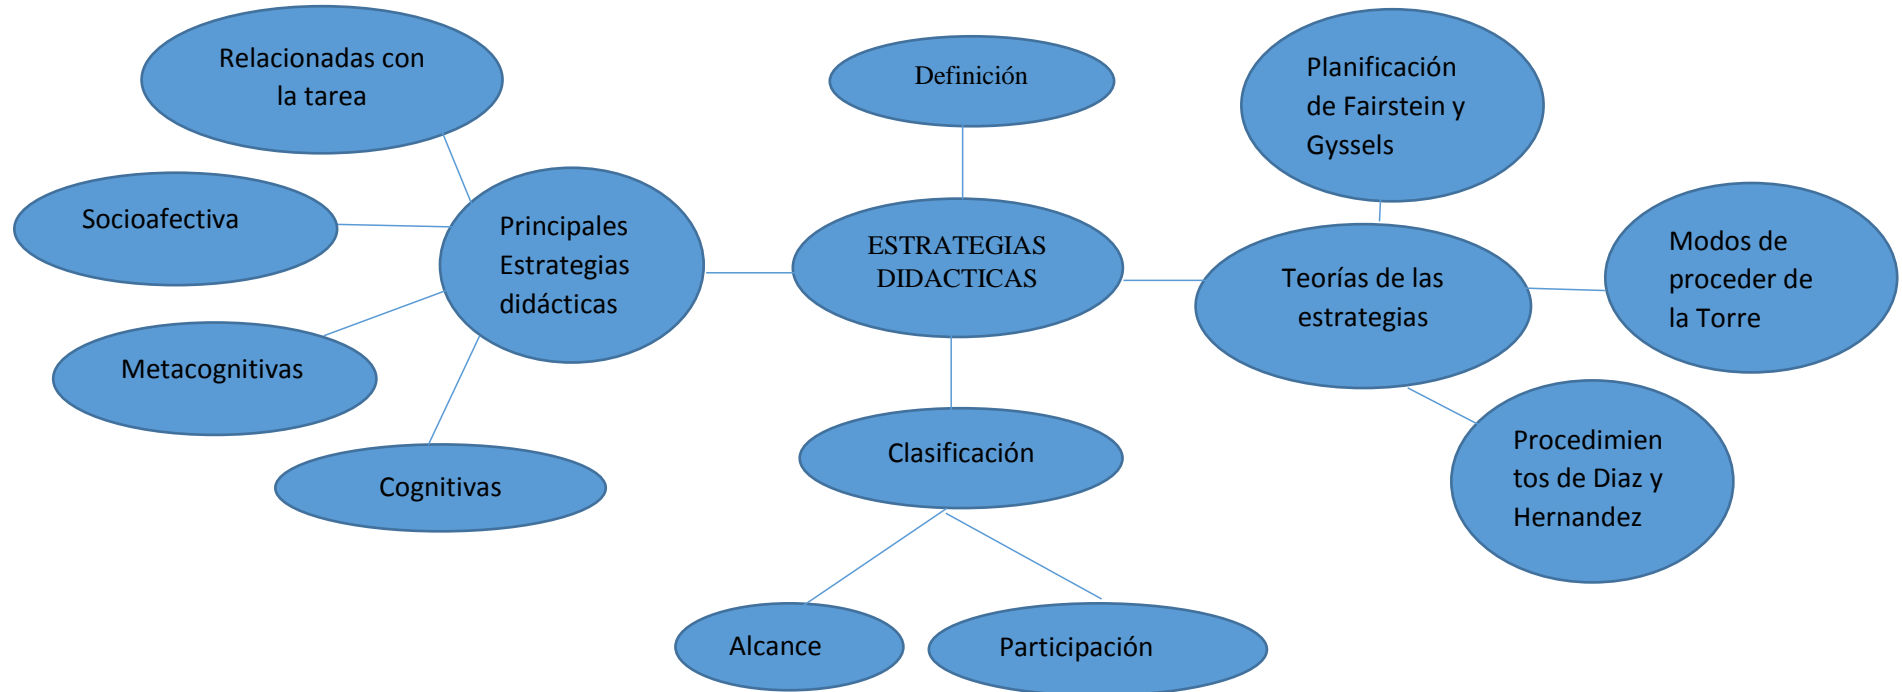 Relacionadas con
la tarea
Definición
Planificación
de Fairstein y
Gyssels
Socioafectiva
Principales
Estrategias
didácticas
ESTRATEGIAS
DIDACTICAS
Teorías de las
estrategias
Modos de
proceder de
la Torre
Metacognitivas
Cognitivas
Clasificación
Procedimien
tos de Diaz y
Hernandez
Alcance
Participación